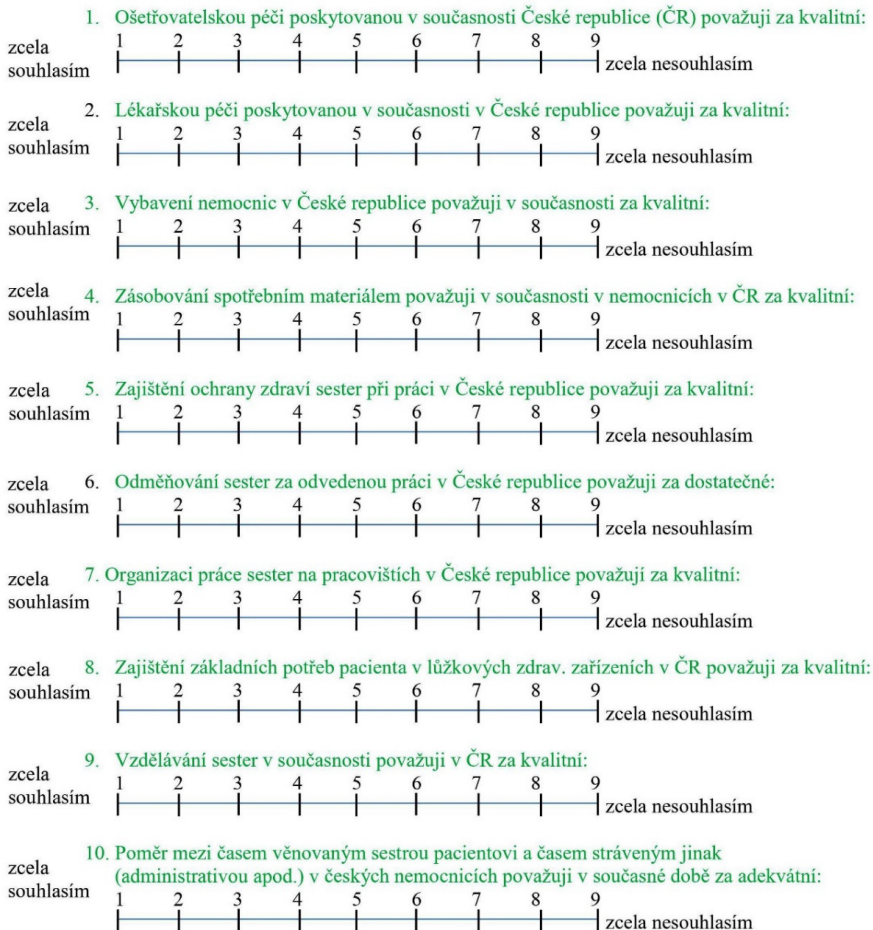 1. Ošetřovatelskou péči poskytovanou v současnosti České republice (ČR) považuji za kvalitní:
zcela souhlasím 1 2 3 4 5 6 7 8 9 zcela nesouhlasím
2. Lékařskou péči poskytovanou v současnosti v České republice považuji za kvalitní:
zcela souhlasím 1 2 3 4 5 6 7 8 9 zcela nesouhlasím
3. Vybavení nemocnic v České republice považuji v současnosti za kvalitní:
zcela souhlasím 1 2 3 4 5 6 7 8 9 zcela nesouhlasím
4. Zásobování spotřebním materiálem považuji v současnosti v nemocnicích v ČR za kvalitní:
zcela souhlasím 1 2 3 4 5 6 7 8 9 zcela nesouhlasím
5. Zajištění ochrany zdraví sester při práci v České republice považuji za kvalitní:
zcela souhlasím 1 2 3 4 5 6 7 8 9 zcela nesouhlasím
6. Odměňování sester za odvedenou práci v České republice považuji za dostatečné:
zcela souhlasím 1 2 3 4 5 6 7 8 9 zcela nesouhlasím
7. Organizaci práce sester na pracovištích v České republice považují za kvalitní:
zcela souhlasím 1 2 3 4 5 6 7 8 9 zcela nesouhlasím
8. Zajištění základních potřeb pacienta v lůžkových zdrav. zařízeních v ČR považuji za kvalitní:
zcela souhlasím 1 2 3 4 5 6 7 8 9 zcela nesouhlasím
9. Vzdělávání sester v současnosti považuji v ČR za kvalitní:
zcela souhlasím 1 2 3 4 5 6 7 8 9 zcela nesouhlasím
10. Poměr mezi časem věnovaným sestrou pacientovi a časem stráveným jinak
(administrativou apod.) v českých nemocnicích považuji v současné době za adekvátní:
zcela souhlasím 1 2 3 4 5 6 7 8 9 zcela nesouhlasím